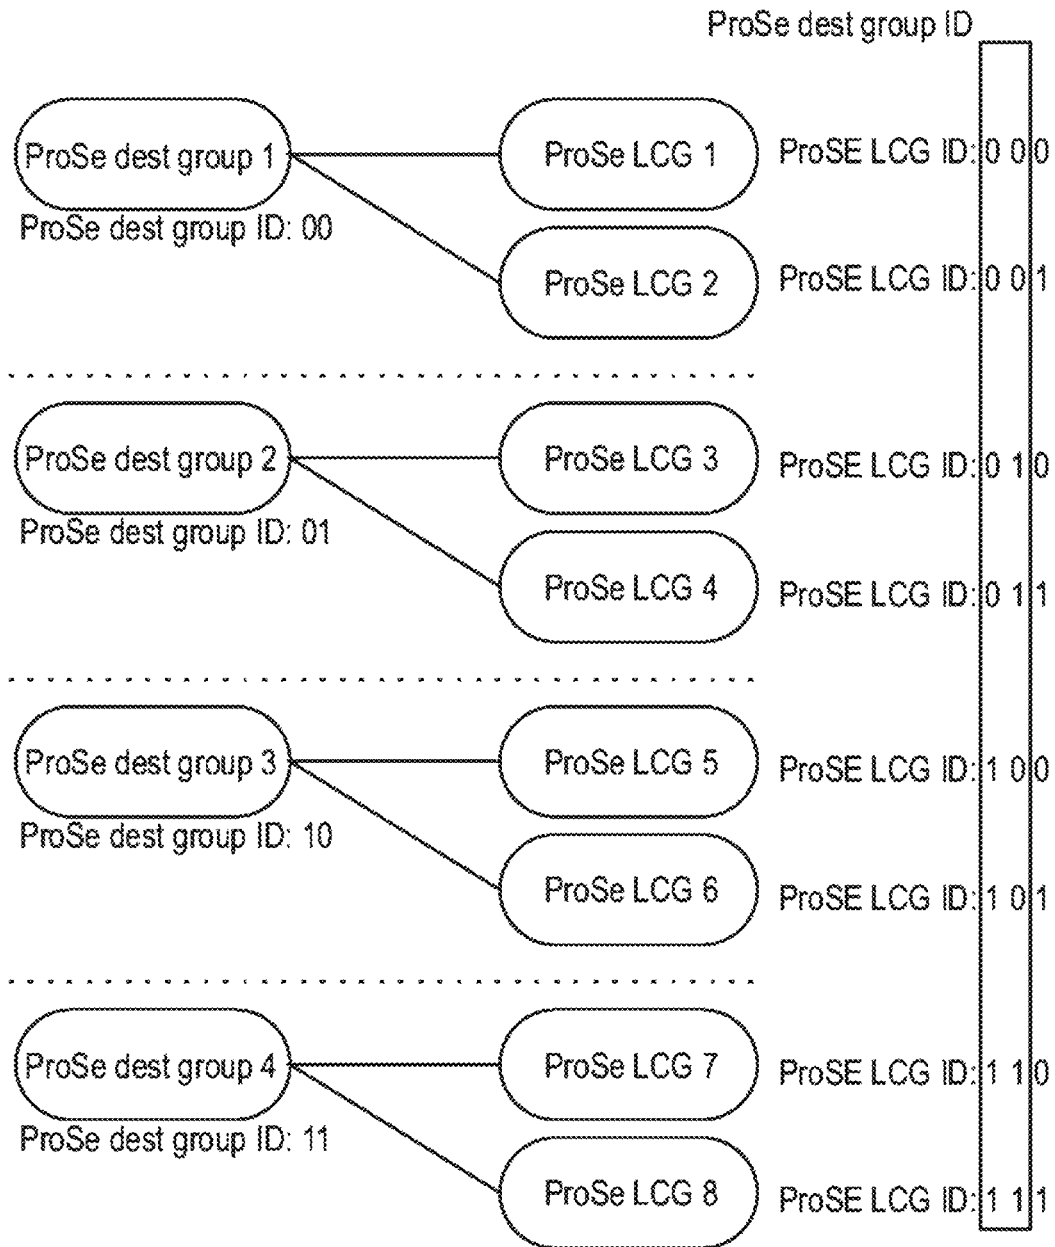 ProSe dest group ID
ProSe dest group 1
ProSe LCG 1
ProSE LCG ID: 0 0 0
ProSe dest group ID: 00
ProSe LCG 2
ProSE LCG ID: 0 0 1
ProSe dest group 2
ProSe LCG 3
ProSE LCG ID: 0 1 0
ProSe dest group ID: 01
ProSe LCG 4
ProSE LCG ID: 0 1 1
ProSe dest group 3
ProSe LCG 5
ProSE LCG ID: 1 0 0
ProSe dest group ID: 10
ProSe LCG 6
ProSE LCG ID: 1 0 1
ProSe dest group 4
ProSe LCG 7
ProSE LCG ID: 1 1 0
ProSe dest group ID: 11
ProSe LCG 8
ProSE LCG ID: 1 1 1